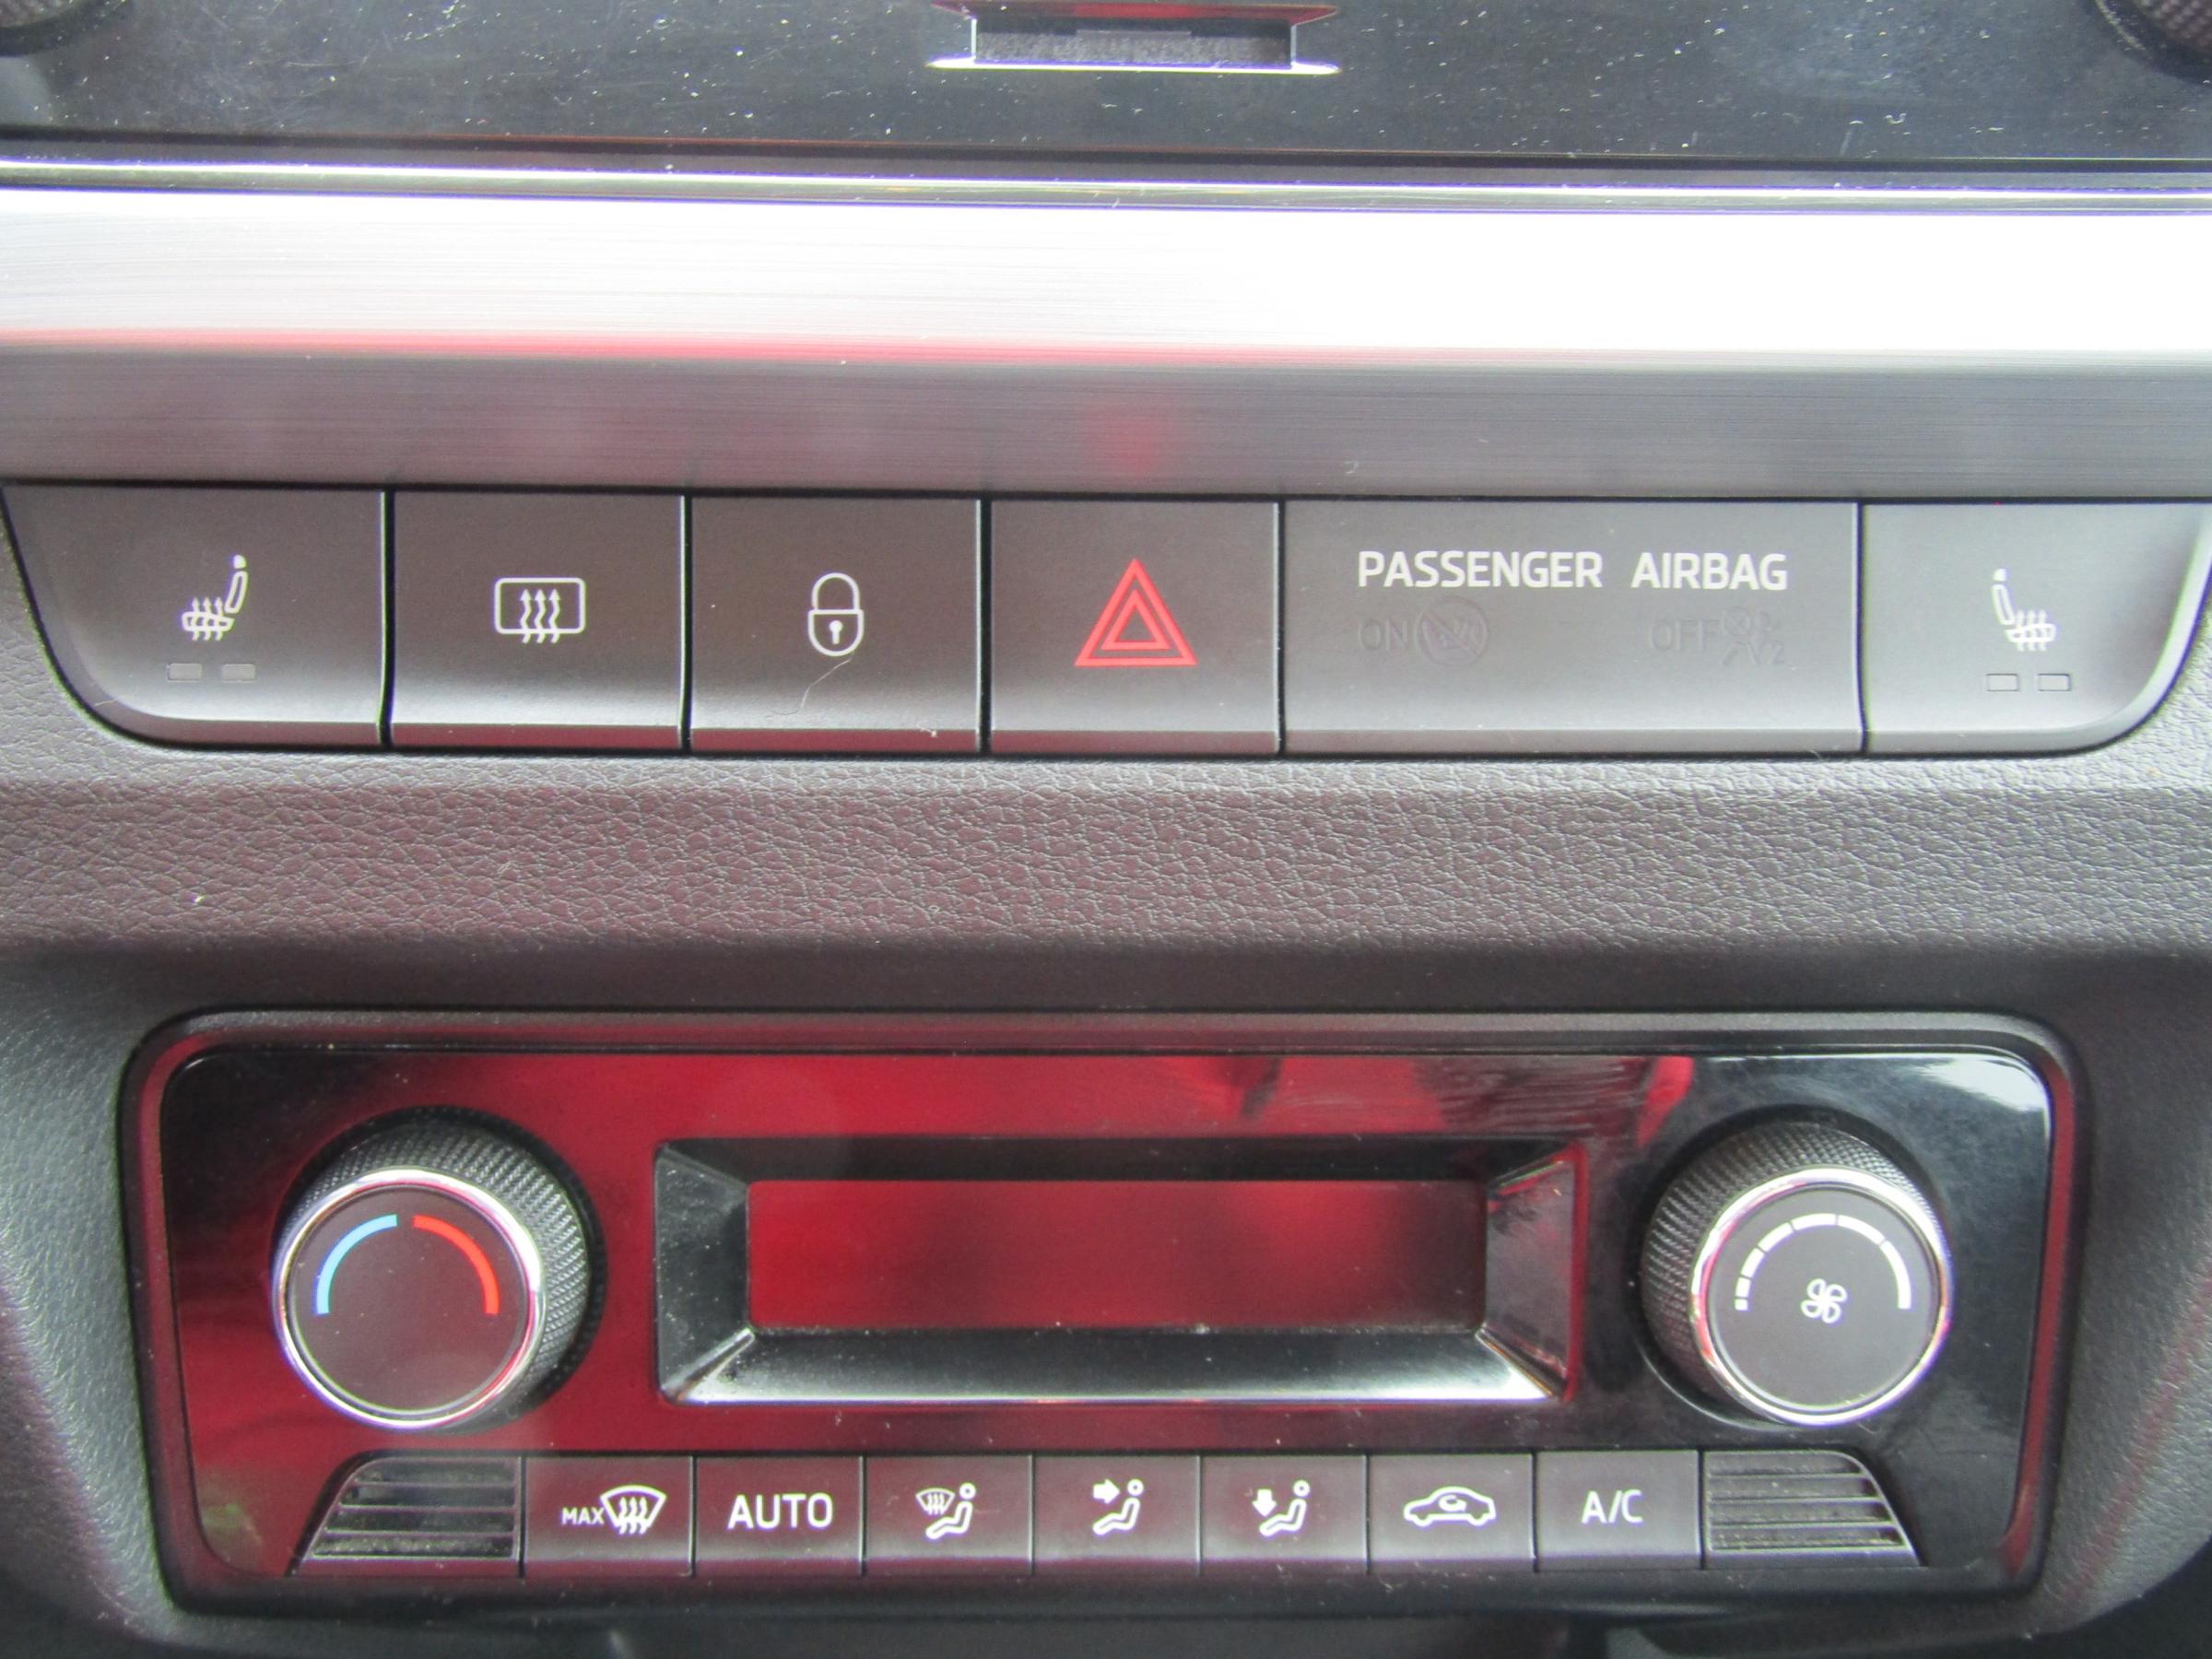 PASSENGER AIRBAG
ON OFF
MAX AUTO A/C